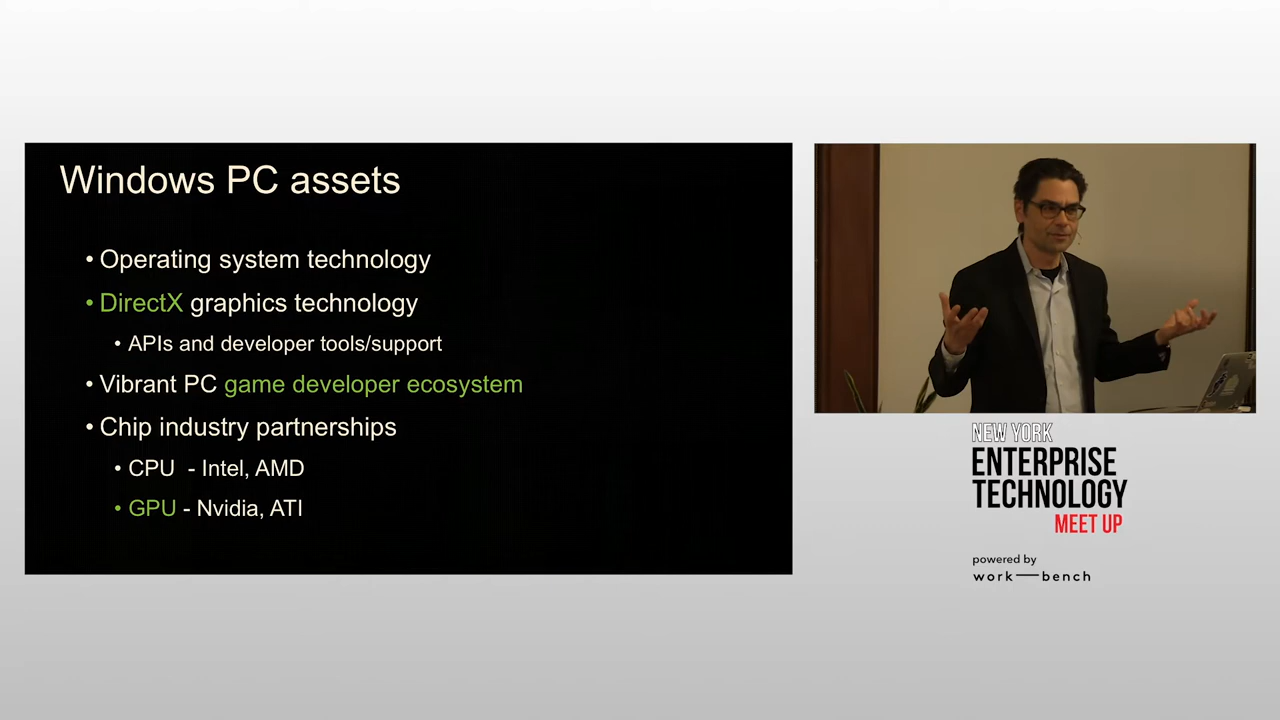 Windows PC assets
• Operating system technology
• DirectX graphics technology
• APIs and developer tools/support
• Vibrant PC game developer ecosystem
• Chip industry partnerships
• CPU - Intel, AMD
• GPU - Nvidia, ATI
NEW YORK
ENTERPRISE
TECHNOLOGY
MEET UP
powered by
work—bench